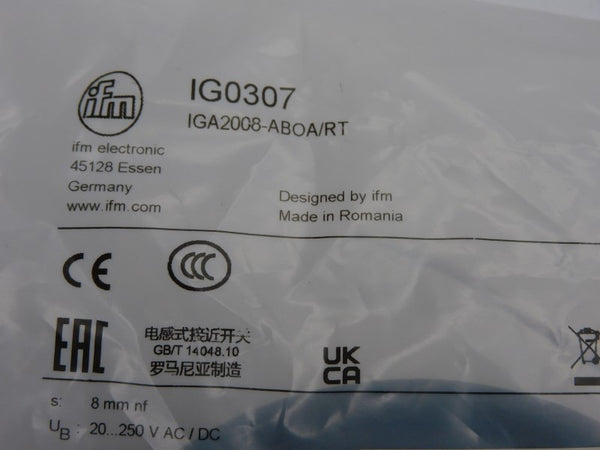 ifm
IG0307
IGA2008-ABOA/RT
ifm electronic
45128 Essen
Germany
www.ifm.com
Designed by ifm
Made in Romania
CE
CCC
EAC
电感式接近开关
GB/T 14048.10
罗马尼亚制造
UK
CA
s: 8 mm nf
UB : 20...250 V AC / DC